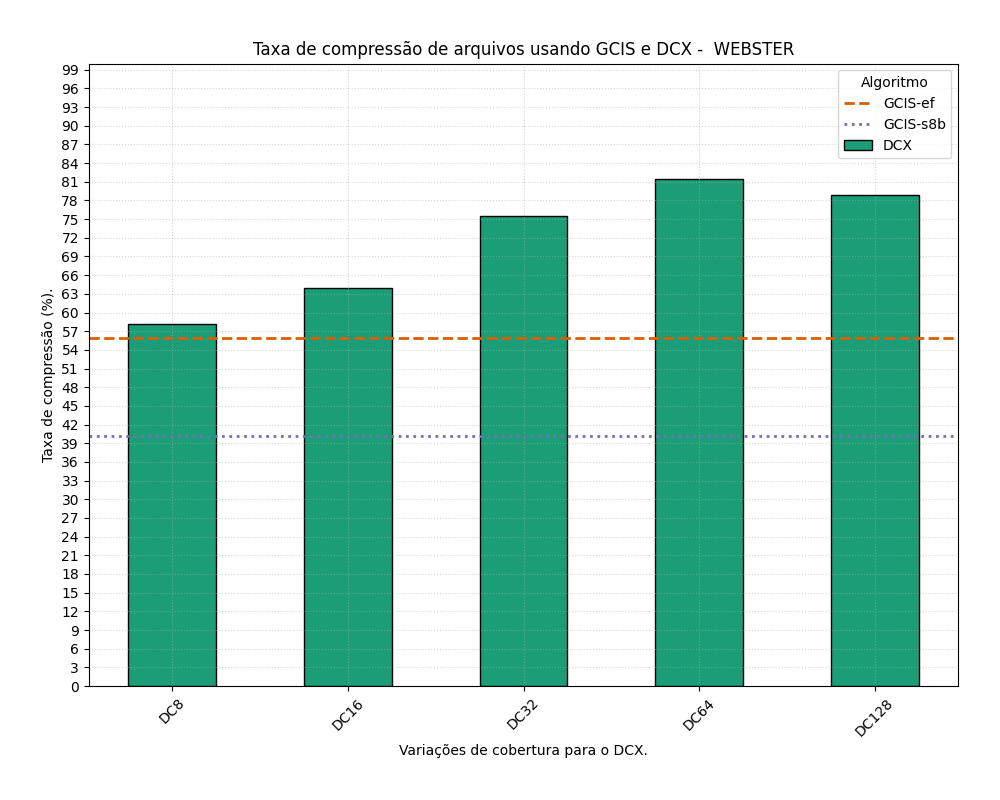 Taxa de compressão de arquivos usando GCIS e DCX -  WEBSTER
Taxa de compressão (%).
99
96
93
90
87
84
81
78
75
72
69
66
63
60
57
54
51
48
45
42
39
36
33
30
27
24
21
18
15
12
9
6
3
0
Algoritmo
GCIS-ef
GCIS-s8b
DCX
DC8
DC16
DC32
DC64
DC128
Variações de cobertura para o DCX.